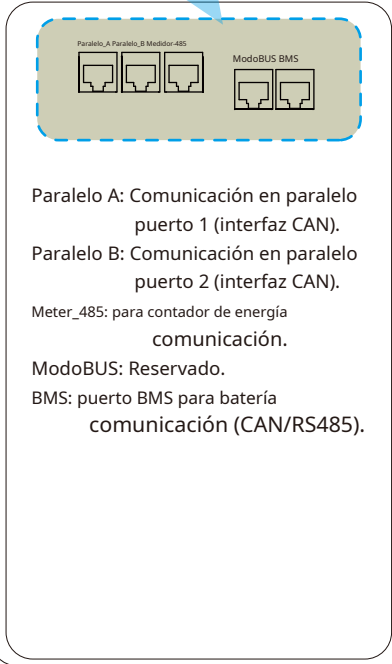 Paralelo_A Paralelo_B Medidor-485
ModoBUS BMS
Paralelo A: Comunicación en paralelo
puerto 1 (interfaz CAN).
Paralelo B: Comunicación en paralelo
puerto 2 (interfaz CAN).
Meter_485: para contador de energía
comunicación.
ModoBUS: Reservado.
BMS: puerto BMS para batería
comunicación (CAN/RS485).